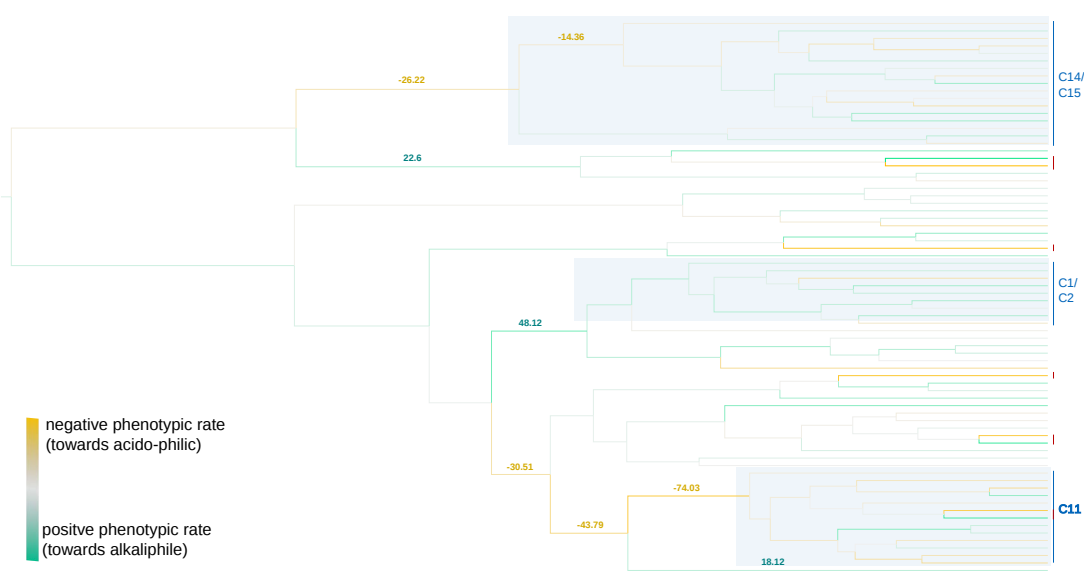 -14.36
-26.22
C14/
C15
22.6
C1/
C2
48.12
negative phenotypic rate
(towards acido-philic)
-30.51
-74.03
C11
-43.79
positve phenotypic rate
(towards alkaliphile)
18.12